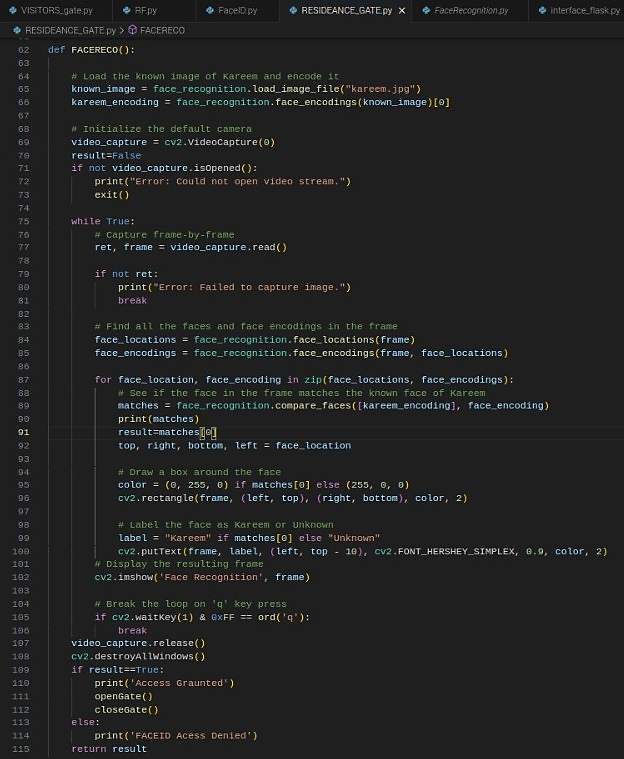 VISITORS_gate.py RF.py FaceID.py RESIDEANCE_GATE.py × FaceRecognition.py interface_flask.py
RESIDEANCE_GATE.py > FACERECO
62 def FACERECO():
63
64     # Load the known image of Kareem and encode it
65     known_image = face_recognition.load_image_file("kareem.jpg")
66     kareem_encoding = face_recognition.face_encodings(known_image)[0]
67
68     # Initialize the default camera
69     video_capture = cv2.VideoCapture(0)
70     result=False
71     if not video_capture.isOpened():
72         print("Error: Could not open video stream.")
73         exit()
74
75     while True:
76         # Capture frame-by-frame
77         ret, frame = video_capture.read()
78
79         if not ret:
80             print("Error: Failed to capture image.")
81             break
82
83         # Find all the faces and face encodings in the frame
84         face_locations = face_recognition.face_locations(frame)
85         face_encodings = face_recognition.face_encodings(frame, face_locations)
86
87         for face_location, face_encoding in zip(face_locations, face_encodings):
88             # See if the face in the frame matches the known face of Kareem
89             matches = face_recognition.compare_faces([kareem_encoding], face_encoding)
90             print(matches)
91             result=matches[0]
92             top, right, bottom, left = face_location
93
94             # Draw a box around the face
95             color = (0, 255, 0) if matches[0] else (255, 0, 0)
96             cv2.rectangle(frame, (left, top), (right, bottom), color, 2)
97
98             # Label the face as Kareem or Unknown
99             label = "Kareem" if matches[0] else "Unknown"
100             cv2.putText(frame, label, (left, top - 10), cv2.FONT_HERSHEY_SIMPLEX, 0.9, color, 2)
101         # Display the resulting frame
102         cv2.imshow('Face Recognition', frame)
103
104         # Break the loop on 'q' key press
105         if cv2.waitKey(1) & 0xFF == ord('q'):
106             break
107     video_capture.release()
108     cv2.destroyAllWindows()
109     if result==True:
110         print('Access Graunted')
111         openGate()
112         closeGate()
113     else:
114         print('FACEID Acess Denied')
115     return result